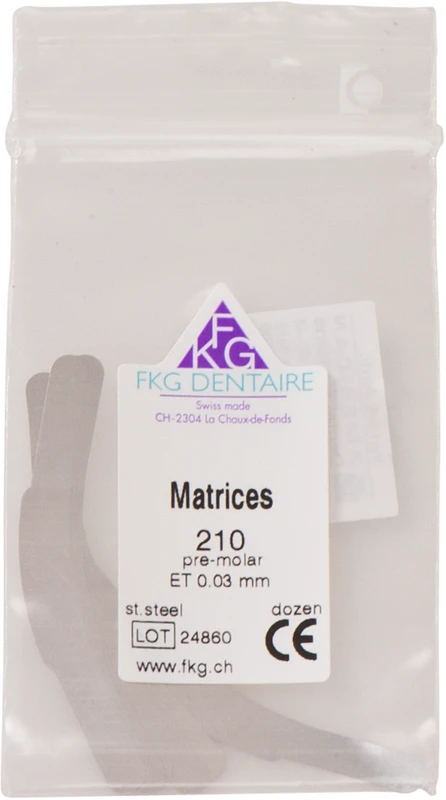 FKG
FKG DENTAIRE
Swiss made
CH-2304 La Chaux-de-Fonds
Matrices
210
pre-molar
ET 0.03 mm
st.steel dozen
LOT 24860 CE
www.fkg.ch